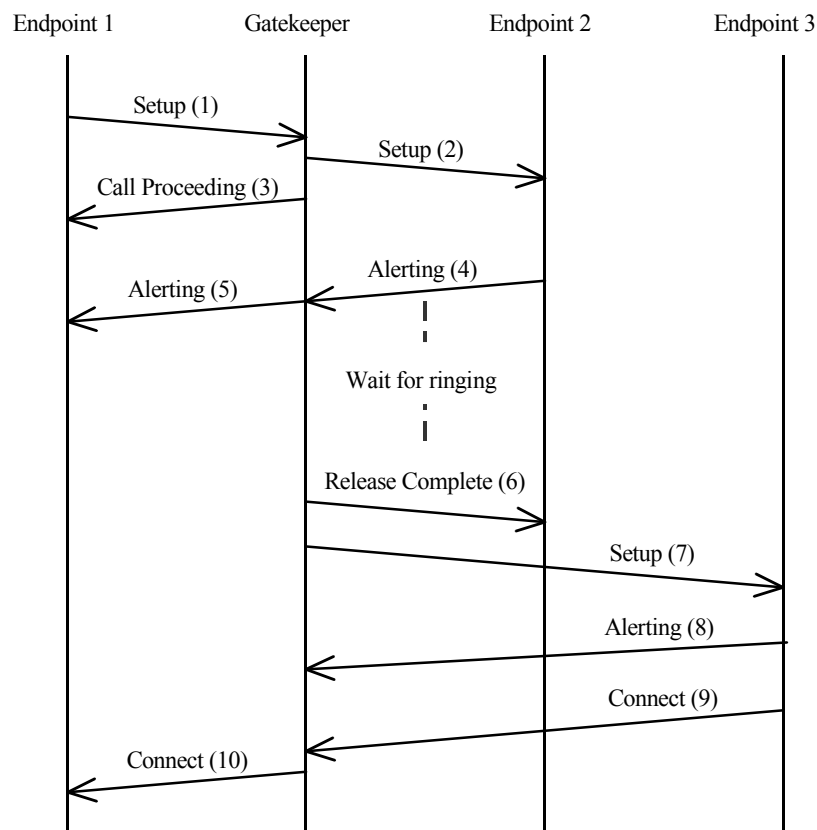 Endpoint 1
Gatekeeper
Endpoint 2
Endpoint 3
Setup (1)
Setup (2)
Call Proceeding (3)
Alerting (4)
Alerting (5)
Wait for ringing
Release Complete (6)
Setup (7)
Alerting (8)
Connect (9)
Connect (10)